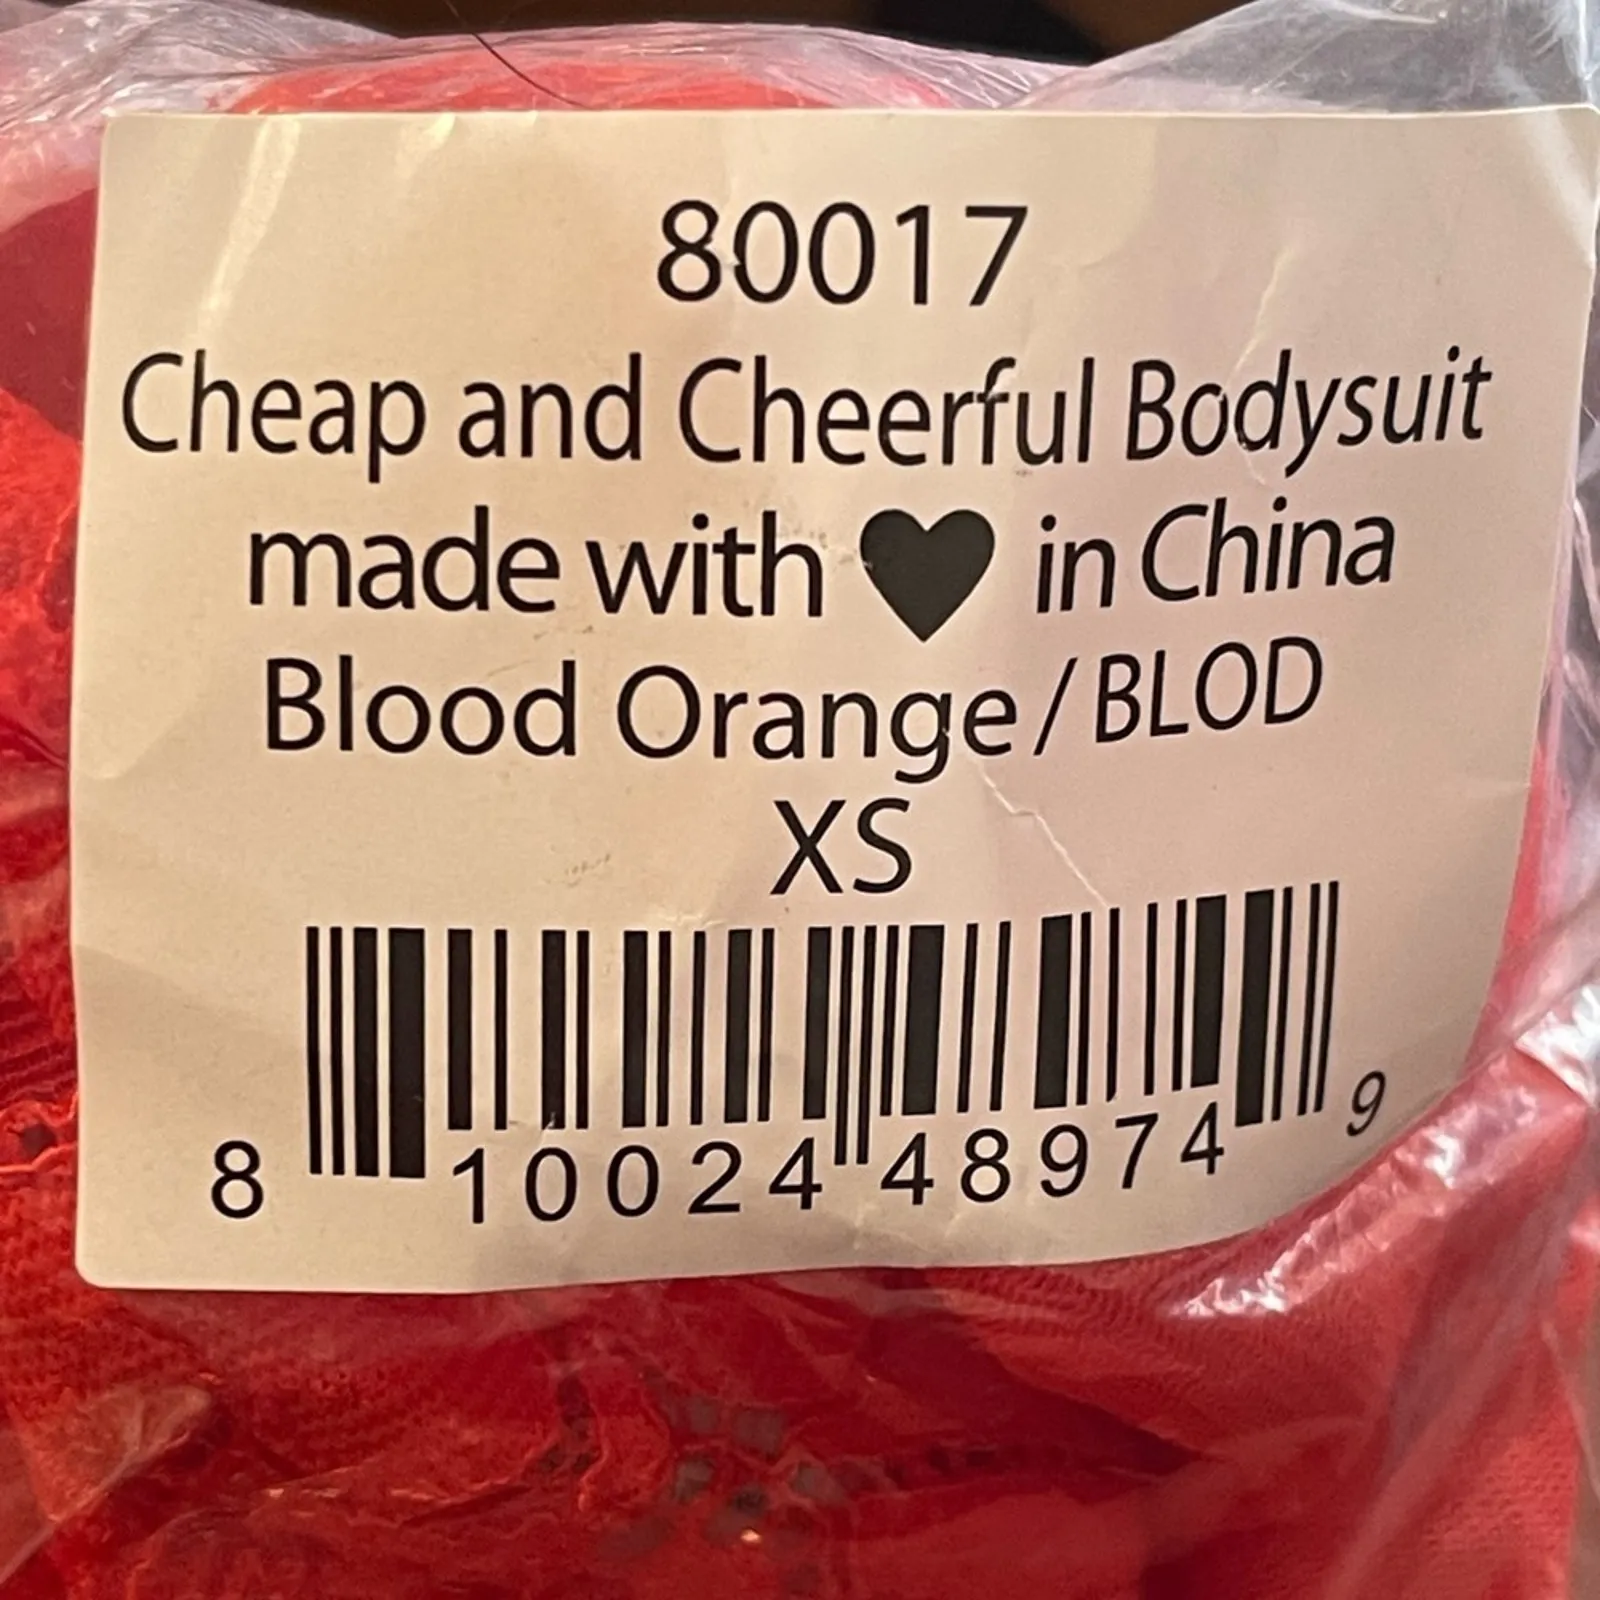 80017
Cheap and Cheerful Bodysuit
made with ♥ in China
Blood Orange / BLOD
XS
8 10024 48974 9